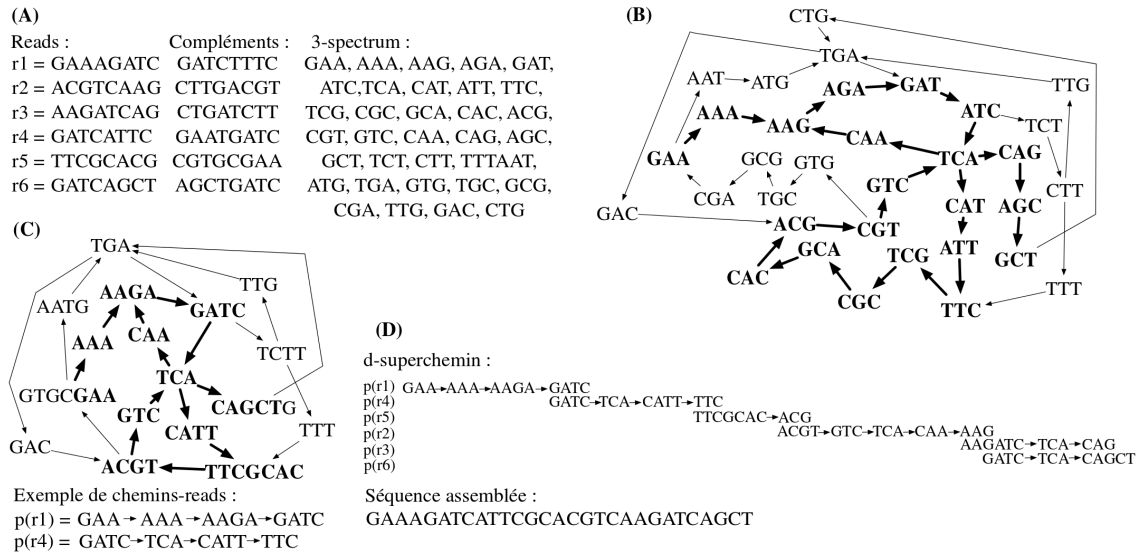 (A)
Reads : Compléments : 3-spectrum :
r1 = GAAAGATC GATCTTTC GAA, AAA, AAG, AGA, GAT,
r2 = ACGTCAAG CTTGACGT ATC,TCA, CAT, ATT, TTC,
r3 = AAGATCAG CTGATCTT TCG, CGC, GCA, CAC, ACG,
r4 = GATCATTC GAATGATC CGT, GTC, CAA, CAG, AGC,
r5 = TTCGCACG CGTGCGAA GCT, TCT, CTT, TTTAAT,
r6 = GATCAGCT AGCTGATC ATG, TGA, GTG, TGC, GCG,
CGA, TTG, GAC, CTG
(B)
CTG
TGA
AAT ATG TTG
AGA GAT
AAA ATC
AAG TCT
CAA
GAA GCG GTG TCA CAG
CGA TGC GTC CTT
GAC CAT AGC
ACG CGT
GCA TCG ATT GCT
CAC
CGC TTC TTT
(C)
TGA
TTG
AAGA
AATG GATC
CAA
AAA TCTT
TCA
GTGCGAA CAGCTG
GTC
CATT TTT
GAC
ACGT TTCGCAC
Exemple de chemins-reads :
p(r1) = GAA→AAA→AAGA→GATC
p(r4) = GATC→TCA→CATT→TTC
(D)
d-superchemin :
p(r1) GAA→AAA→AAGA→GATC
p(r4) GATC→TCA→CATT→TTC
p(r5) TTCGCAC→ACG
p(r2) ACGT→GTC→TCA→CAA→AAG
p(r3) AAGATC→TCA→CAG
p(r6) GATC→TCA→CAGCT
Séquence assemblée :
GAAAGATCATTCGCACGTCAAGATCAGCT